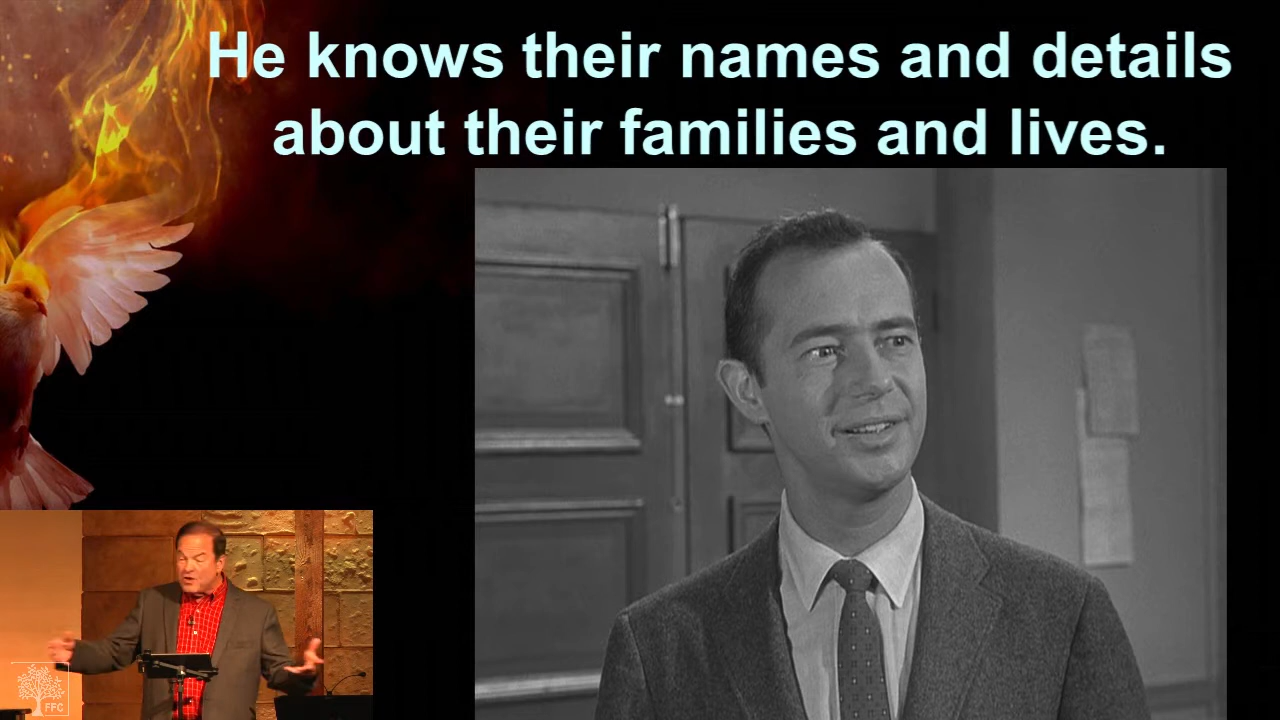 He knows their names and details
about their families and lives.
FFC